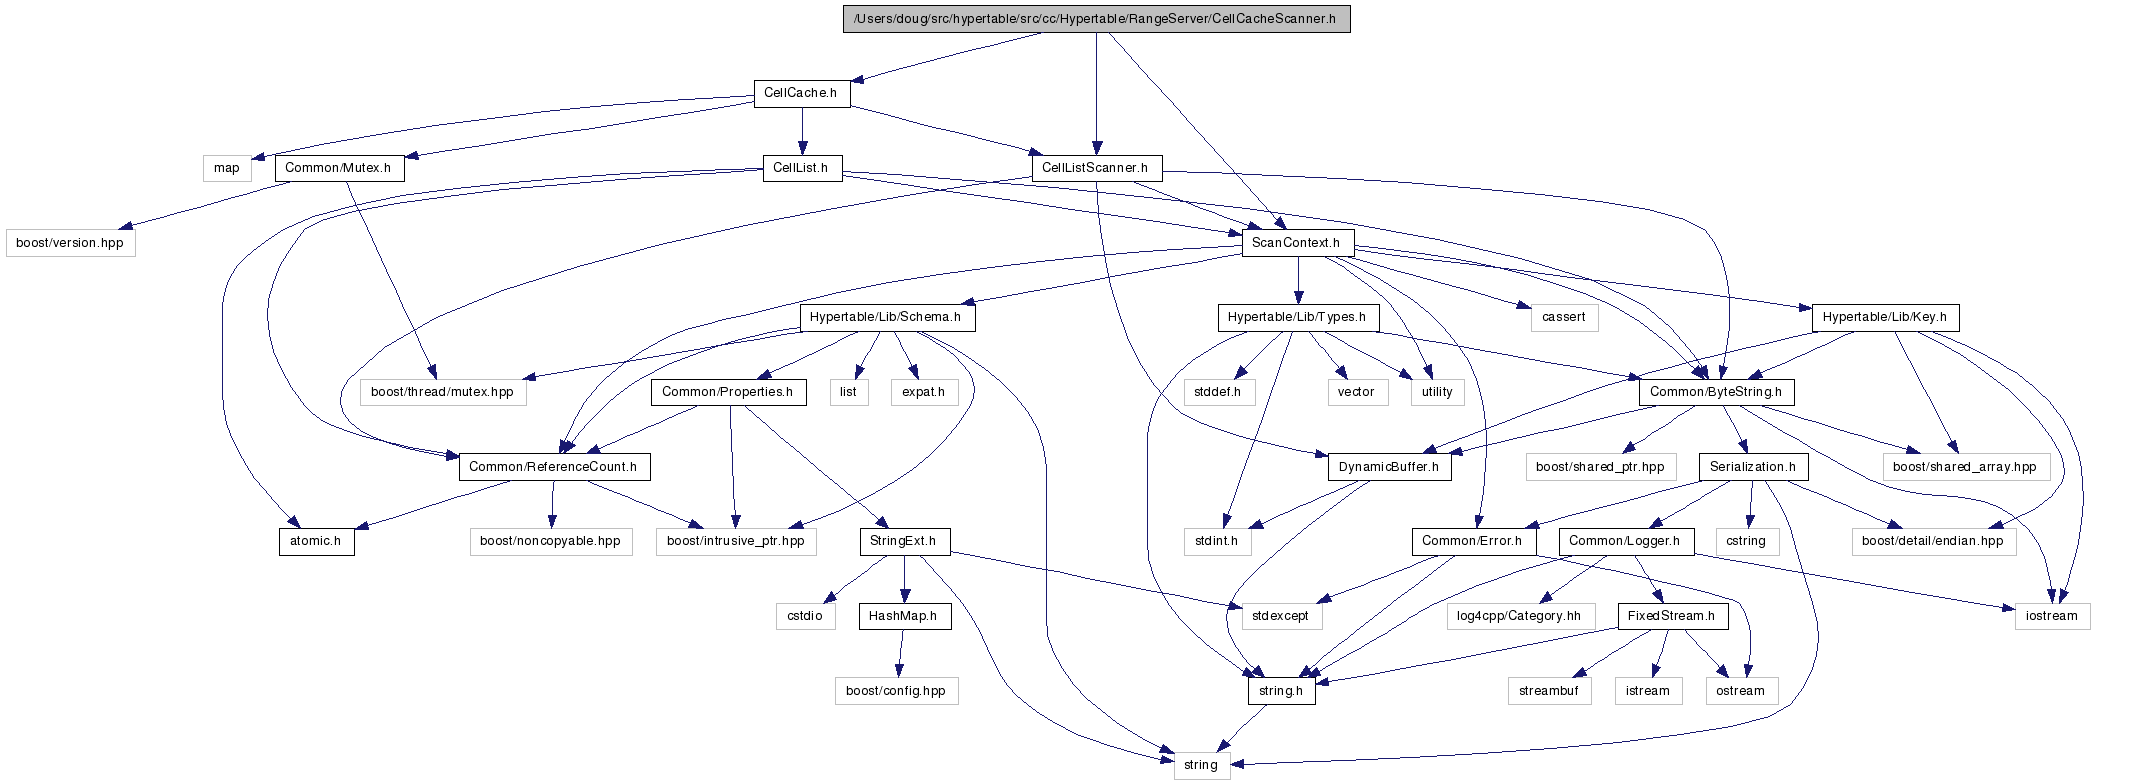 /Users/doug/src/hypertable/src/cc/Hypertable/RangeServer/CellCacheScanner.h
CellCache.h
map
Common/Mutex.h
CellList.h
CellListScanner.h
boost/version.hpp
ScanContext.h
Hypertable/Lib/Schema.h
Hypertable/Lib/Types.h
cassert
Hypertable/Lib/Key.h
boost/thread/mutex.hpp
Common/Properties.h
list
expat.h
stddef.h
vector
utility
Common/ByteString.h
Common/ReferenceCount.h
DynamicBuffer.h
boost/shared_ptr.hpp
Serialization.h
boost/shared_array.hpp
atomic.h
boost/noncopyable.hpp
boost/intrusive_ptr.hpp
StringExt.h
stdint.h
Common/Error.h
Common/Logger.h
cstring
boost/detail/endian.hpp
cstdio
HashMap.h
stdexcept
log4cpp/Category.hh
FixedStream.h
iostream
boost/config.hpp
string.h
streambuf
istream
ostream
string